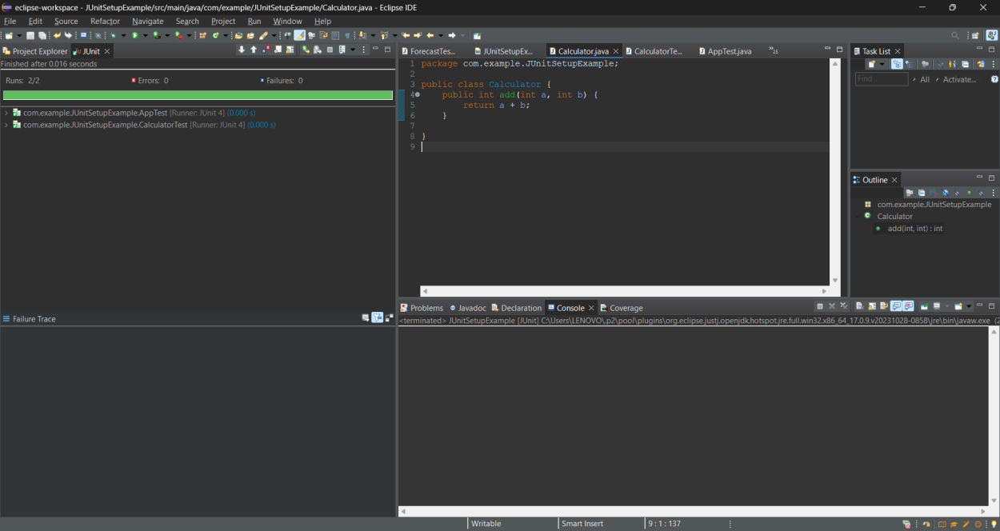 eclipse-workspace - JUnitSetupExample/src/main/java/com/example/JUnitSetupExample/Calculator.java - Eclipse IDE
File Edit Source Refactor Navigate Search Project Run Window Help
Project Explorer JUnit
Finished after 0.016 seconds
Runs: 2/2 Errors: 0 Failures: 0
com.example.JUnitSetupExample.AppTest [Runner: JUnit 4] (0.000 s)
com.example.JUnitSetupExample.CalculatorTest [Runner: JUnit 4] (0.000 s)
Failure Trace
ForecastTes... JUnitSetupEx... Calculator.java CalculatorTe... AppTest.java »25
1 package com.example.JUnitSetupExample;
2
3 public class Calculator {
4 public int add(int a, int b) {
5 return a + b;
6 }
7
8 }
9
Task List
Find All Activate...
Outline
com.example.JUnitSetupExample
Calculator
add(int, int) : int
Problems Javadoc Declaration Console Coverage
<terminated> JUnitSetupExample [JUnit] C:\Users\LENOVO\.p2\pool\plugins\org.eclipse.justj.openjdk.hotspot.jre.full.win32.x86_64_17.0.9.v20231028-0858\jre\bin\javaw.exe (2
Writable Smart Insert 9 : 1 : 137